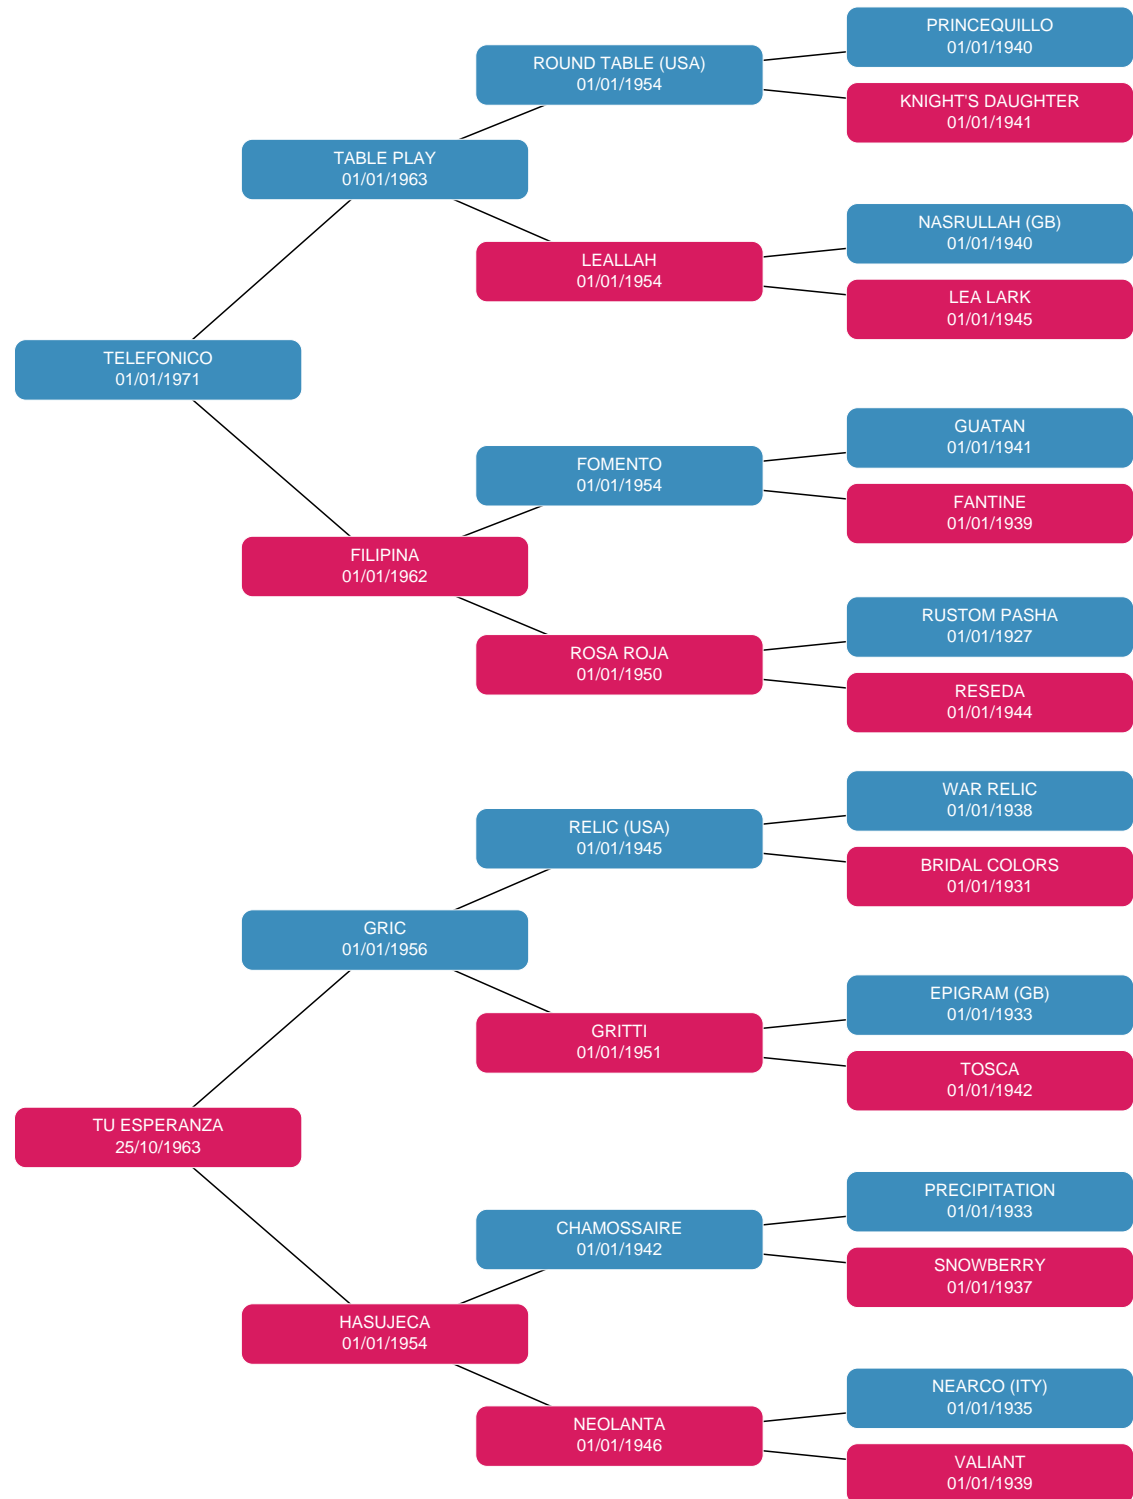 PRINCEQUILLO
01/01/1940
ROUND TABLE (USA)
01/01/1954
KNIGHT'S DAUGHTER
01/01/1941
TABLE PLAY
01/01/1963
NASRULLAH (GB)
01/01/1940
LEALLAH
01/01/1954
LEA LARK
01/01/1945
TELEFONICO
01/01/1971
GUATAN
01/01/1941
FOMENTO
01/01/1954
FANTINE
01/01/1939
FILIPINA
01/01/1962
RUSTOM PASHA
01/01/1927
ROSA ROJA
01/01/1950
RESEDA
01/01/1944
WAR RELIC
01/01/1938
RELIC (USA)
01/01/1945
BRIDAL COLORS
01/01/1931
GRIC
01/01/1956
EPIGRAM (GB)
01/01/1933
GRITTI
01/01/1951
TOSCA
01/01/1942
TU ESPERANZA
25/10/1963
PRECIPITATION
01/01/1933
CHAMOSSAIRE
01/01/1942
SNOWBERRY
01/01/1937
HASUJECA
01/01/1954
NEARCO (ITY)
01/01/1935
NEOLANTA
01/01/1946
VALIANT
01/01/1939